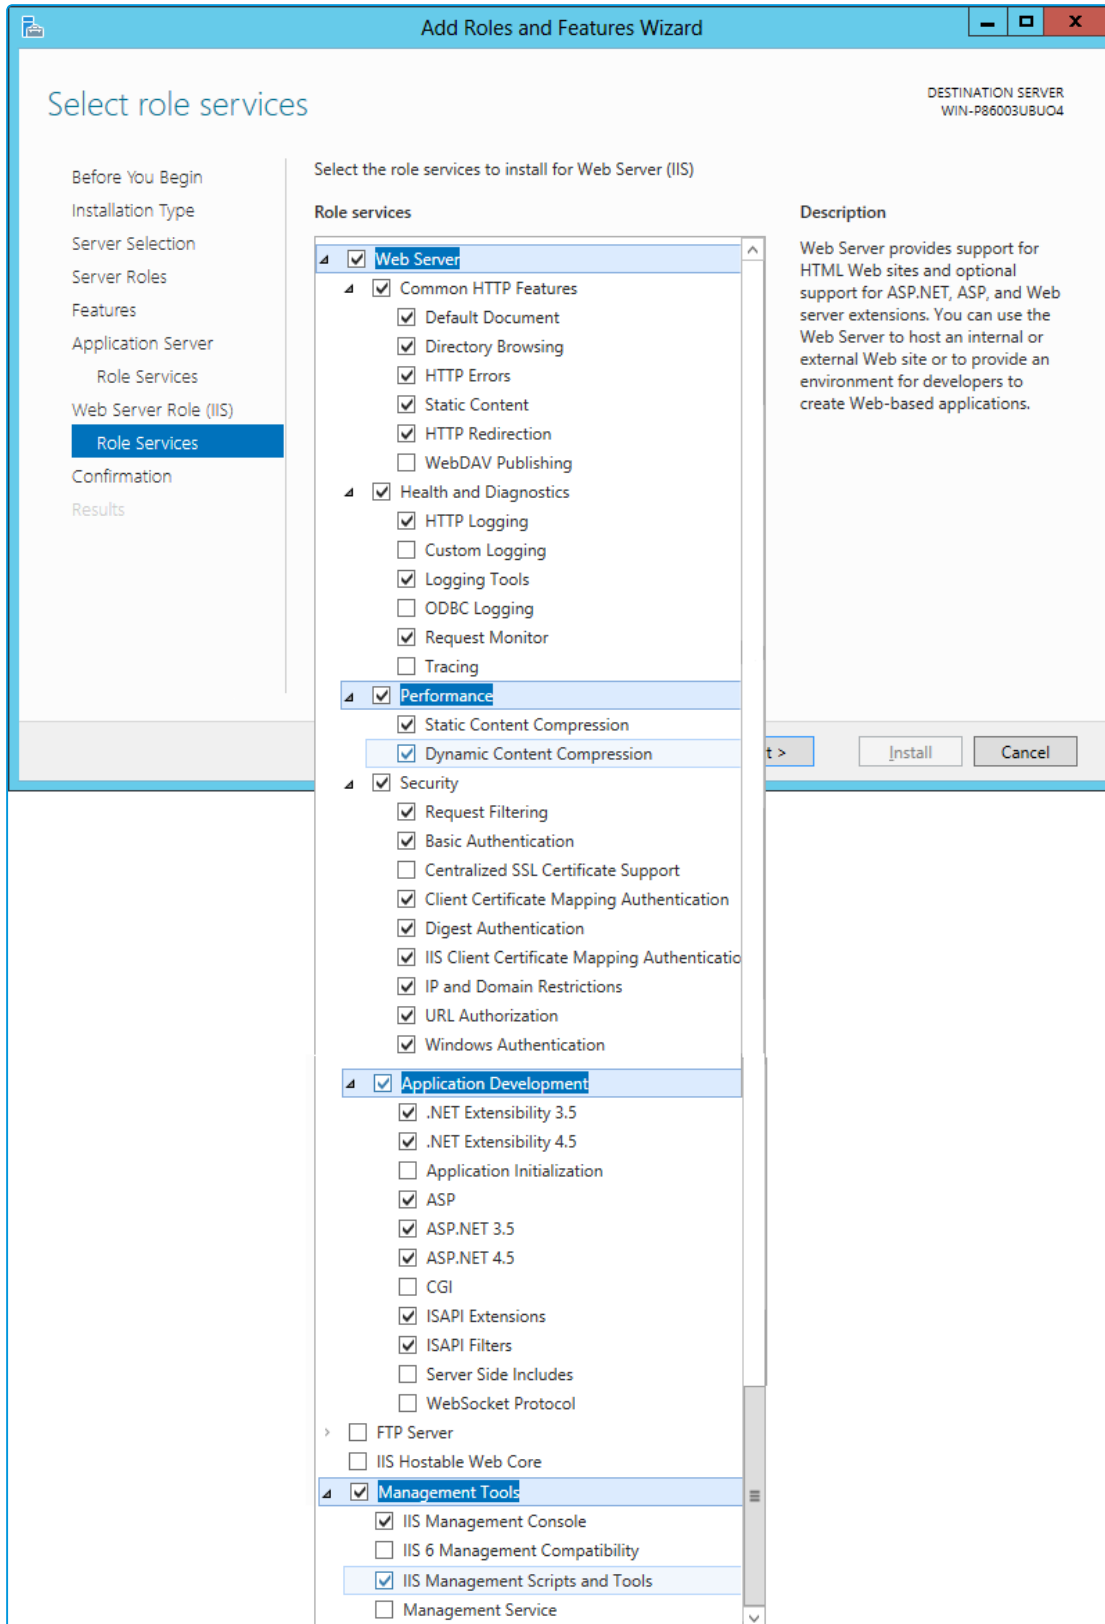 Add Roles and Features Wizard
Select role services
DESTINATION SERVER
WIN-P86003UBUO4
Before You Begin
Installation Type
Server Selection
Server Roles
Features
Application Server
Role Services
Web Server Role (IIS)
Role Services
Confirmation
Results
Select the role services to install for Web Server (IIS)
Role services
Web Server
Common HTTP Features
Default Document
Directory Browsing
HTTP Errors
Static Content
HTTP Redirection
WebDAV Publishing
Health and Diagnostics
HTTP Logging
Custom Logging
Logging Tools
ODBC Logging
Request Monitor
Tracing
Performance
Static Content Compression
Dynamic Content Compression
Security
Request Filtering
Basic Authentication
Centralized SSL Certificate Support
Client Certificate Mapping Authentication
Digest Authentication
IIS Client Certificate Mapping Authenticatio
IP and Domain Restrictions
URL Authorization
Windows Authentication
Application Development
.NET Extensibility 3.5
.NET Extensibility 4.5
Application Initialization
ASP
ASP.NET 3.5
ASP.NET 4.5
CGI
ISAPI Extensions
ISAPI Filters
Server Side Includes
WebSocket Protocol
FTP Server
IIS Hostable Web Core
Management Tools
IIS Management Console
IIS 6 Management Compatibility
IIS Management Scripts and Tools
Management Service
Description
Web Server provides support for
HTML Web sites and optional
support for ASP.NET, ASP, and Web
server extensions. You can use the
Web Server to host an internal or
external Web site or to provide an
environment for developers to
create Web-based applications.
t >
Install
Cancel